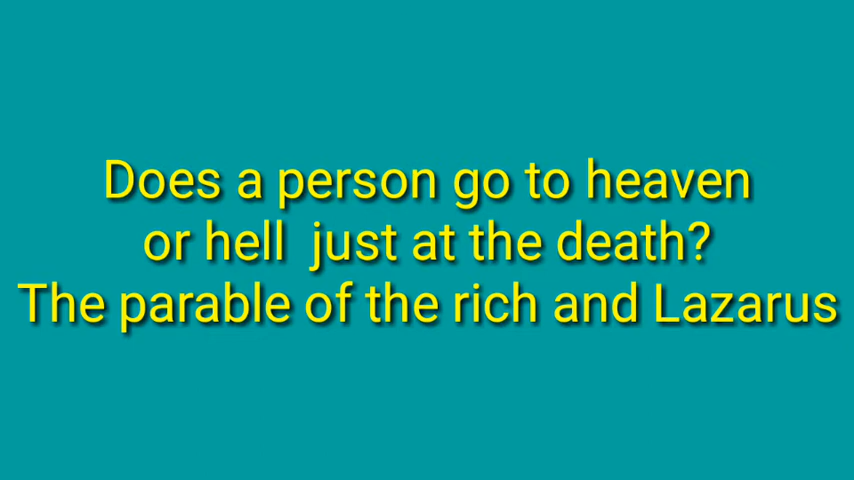 Does a person go to heaven
or hell  just at the death?
The parable of the rich and Lazarus